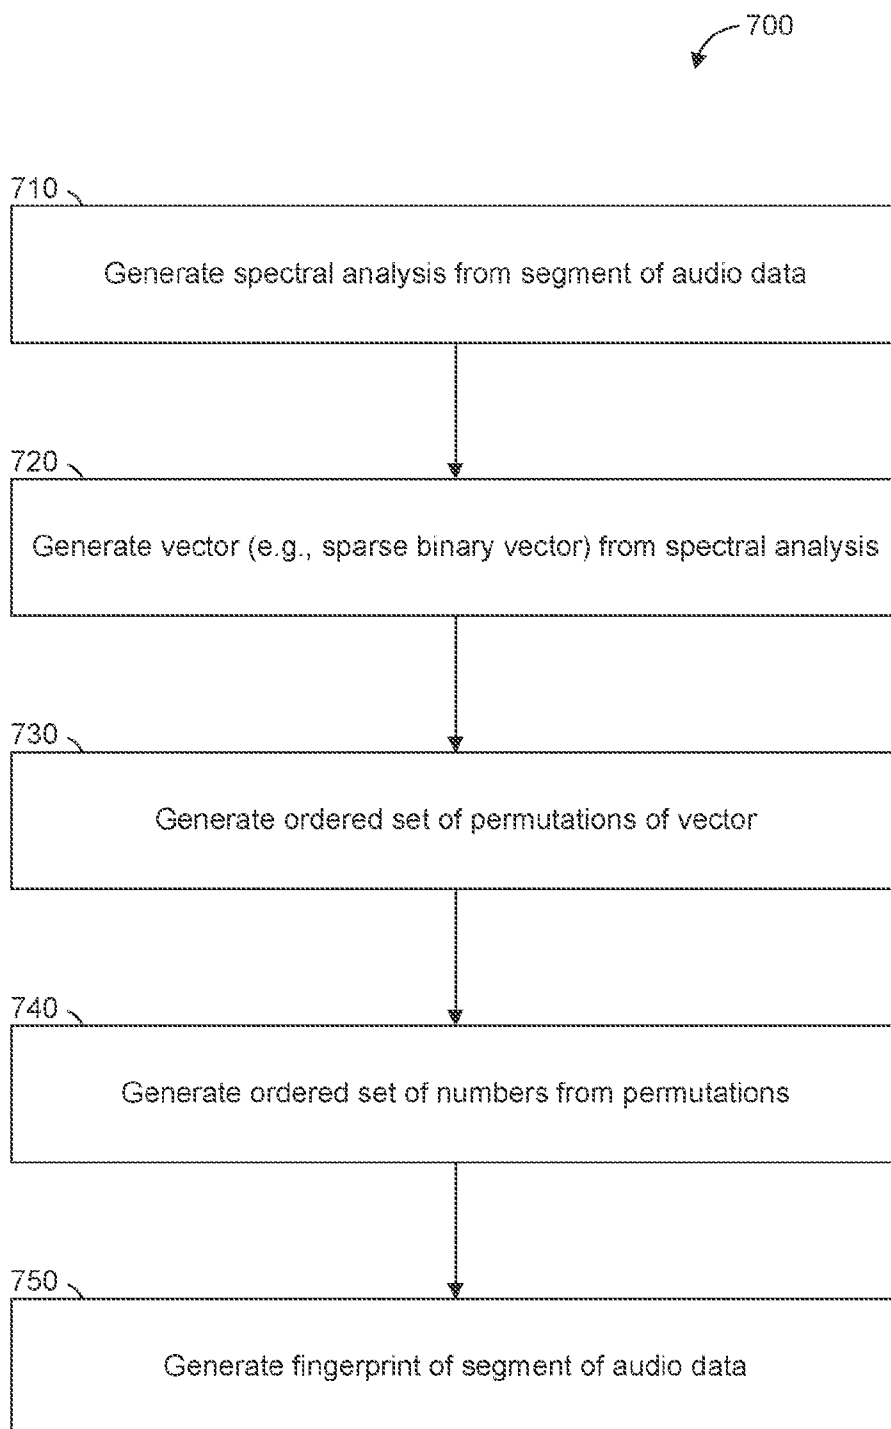 700
710
Generate spectral analysis from segment of audio data
720
Generate vector (e.g., sparse binary vector) from spectral analysis
730
Generate ordered set of permutations of vector
740
Generate ordered set of numbers from permutations
750
Generate fingerprint of segment of audio data